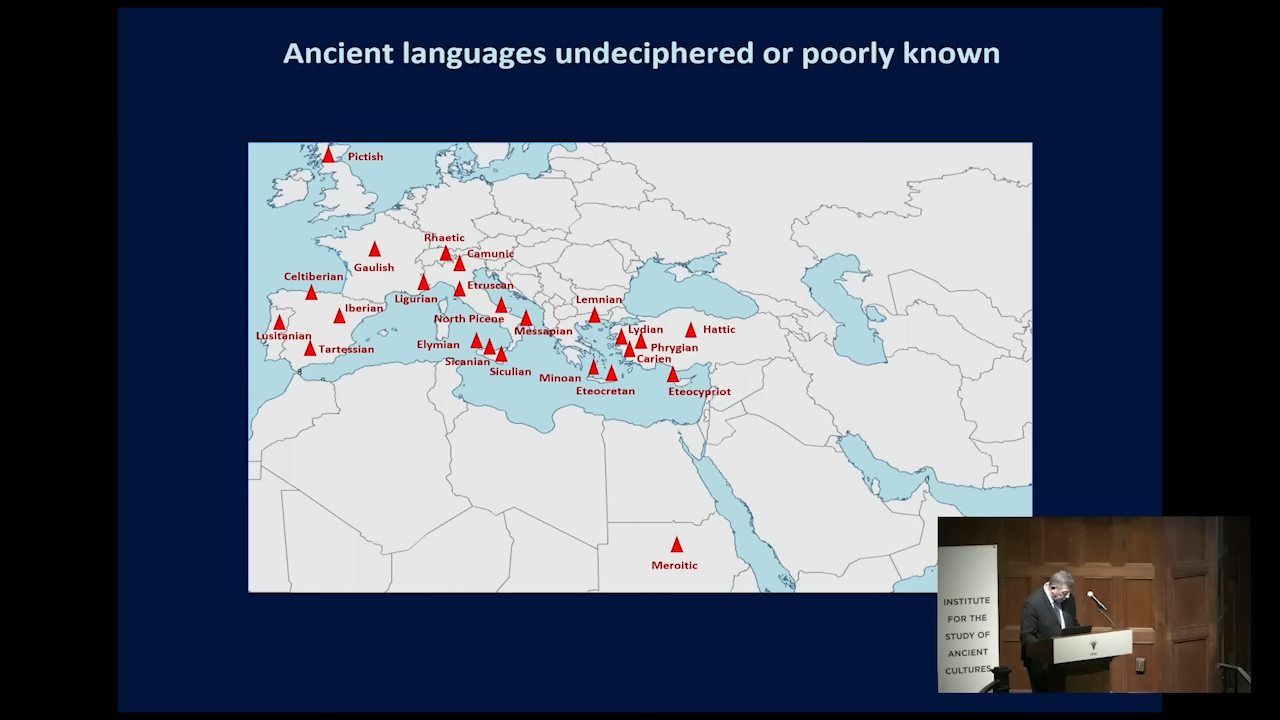 Ancient languages undeciphered or poorly known
Pictish
Rhaetic
Camunic
Gaulish
Celtiberian
Etruscan
Ligurian
Iberian
Lemnian
North Picene
Messapian
Lydian
Hattic
Lusitanian
Elymian
Phrygian
Tartessian
Carien
Sicanian
Siculian
Minoan
Eteocretan
Eteocypriot
Meroitic
INSTITUTE
FOR THE
STUDY OF
ANCIENT
CULTURES